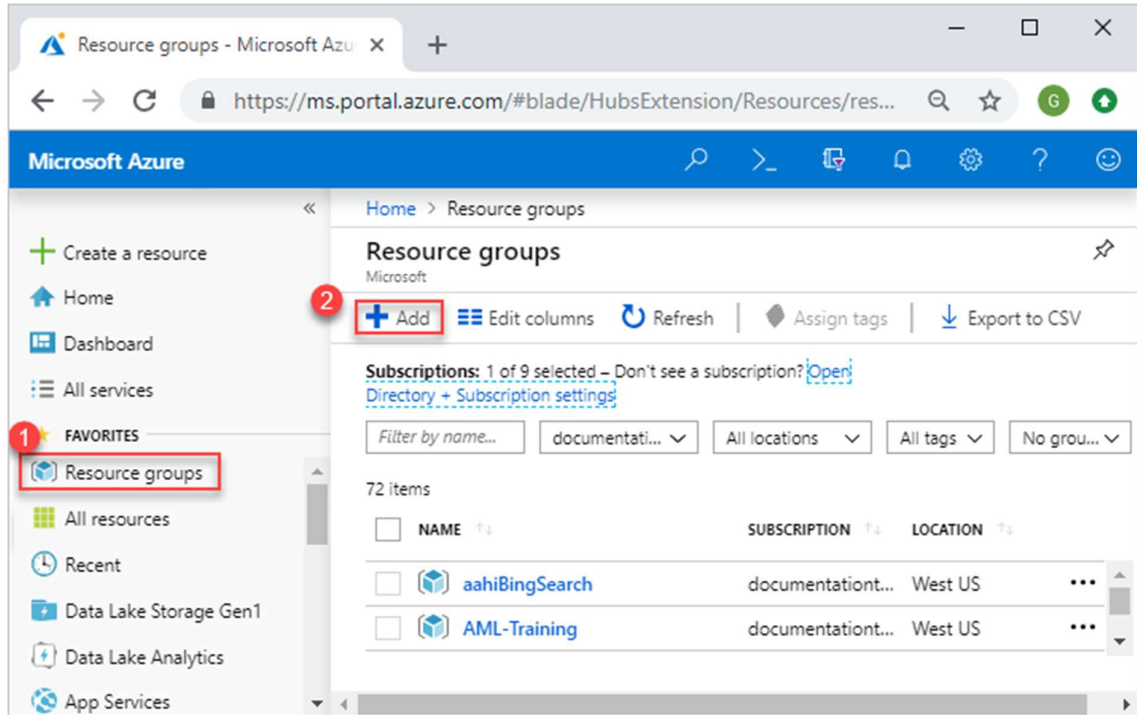 Resource groups - Microsoft Azu
https://ms.portal.azure.com/#blade/HubsExtension/Resources/res...
G
Microsoft Azure
Home > Resource groups
Create a resource
Resource groups
Microsoft
Home
2
Add
Edit columns
Refresh
Assign tags
Export to CSV
Dashboard
All services
Subscriptions: 1 of 9 selected – Don't see a subscription? Open
Directory + Subscription settings
1
FAVORITES
Filter by name...
documentati...
All locations
All tags
No grou...
Resource groups
72 items
All resources
NAME
SUBSCRIPTION
LOCATION
Recent
aahiBingSearch
documentationt...
West US
Data Lake Storage Gen1
AML-Training
documentationt...
West US
Data Lake Analytics
App Services